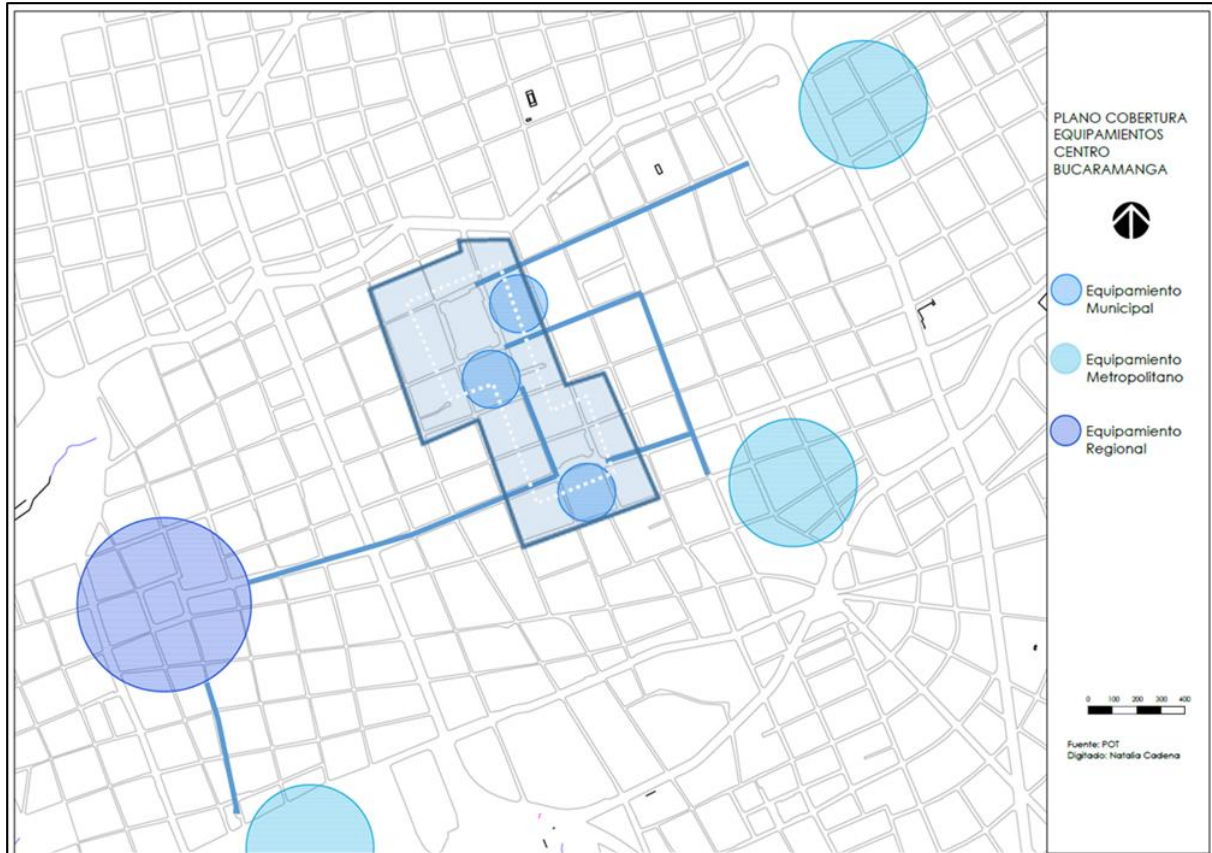 PLANO COBERTURA
EQUIPAMIENTOS
CENTRO
BUCARAMANGA
Equipamiento
Municipal
Equipamiento
Metropolitano
Equipamiento
Regional
0 100 200 300 400
Fuente: POT
Digitado: Natalia Cadena